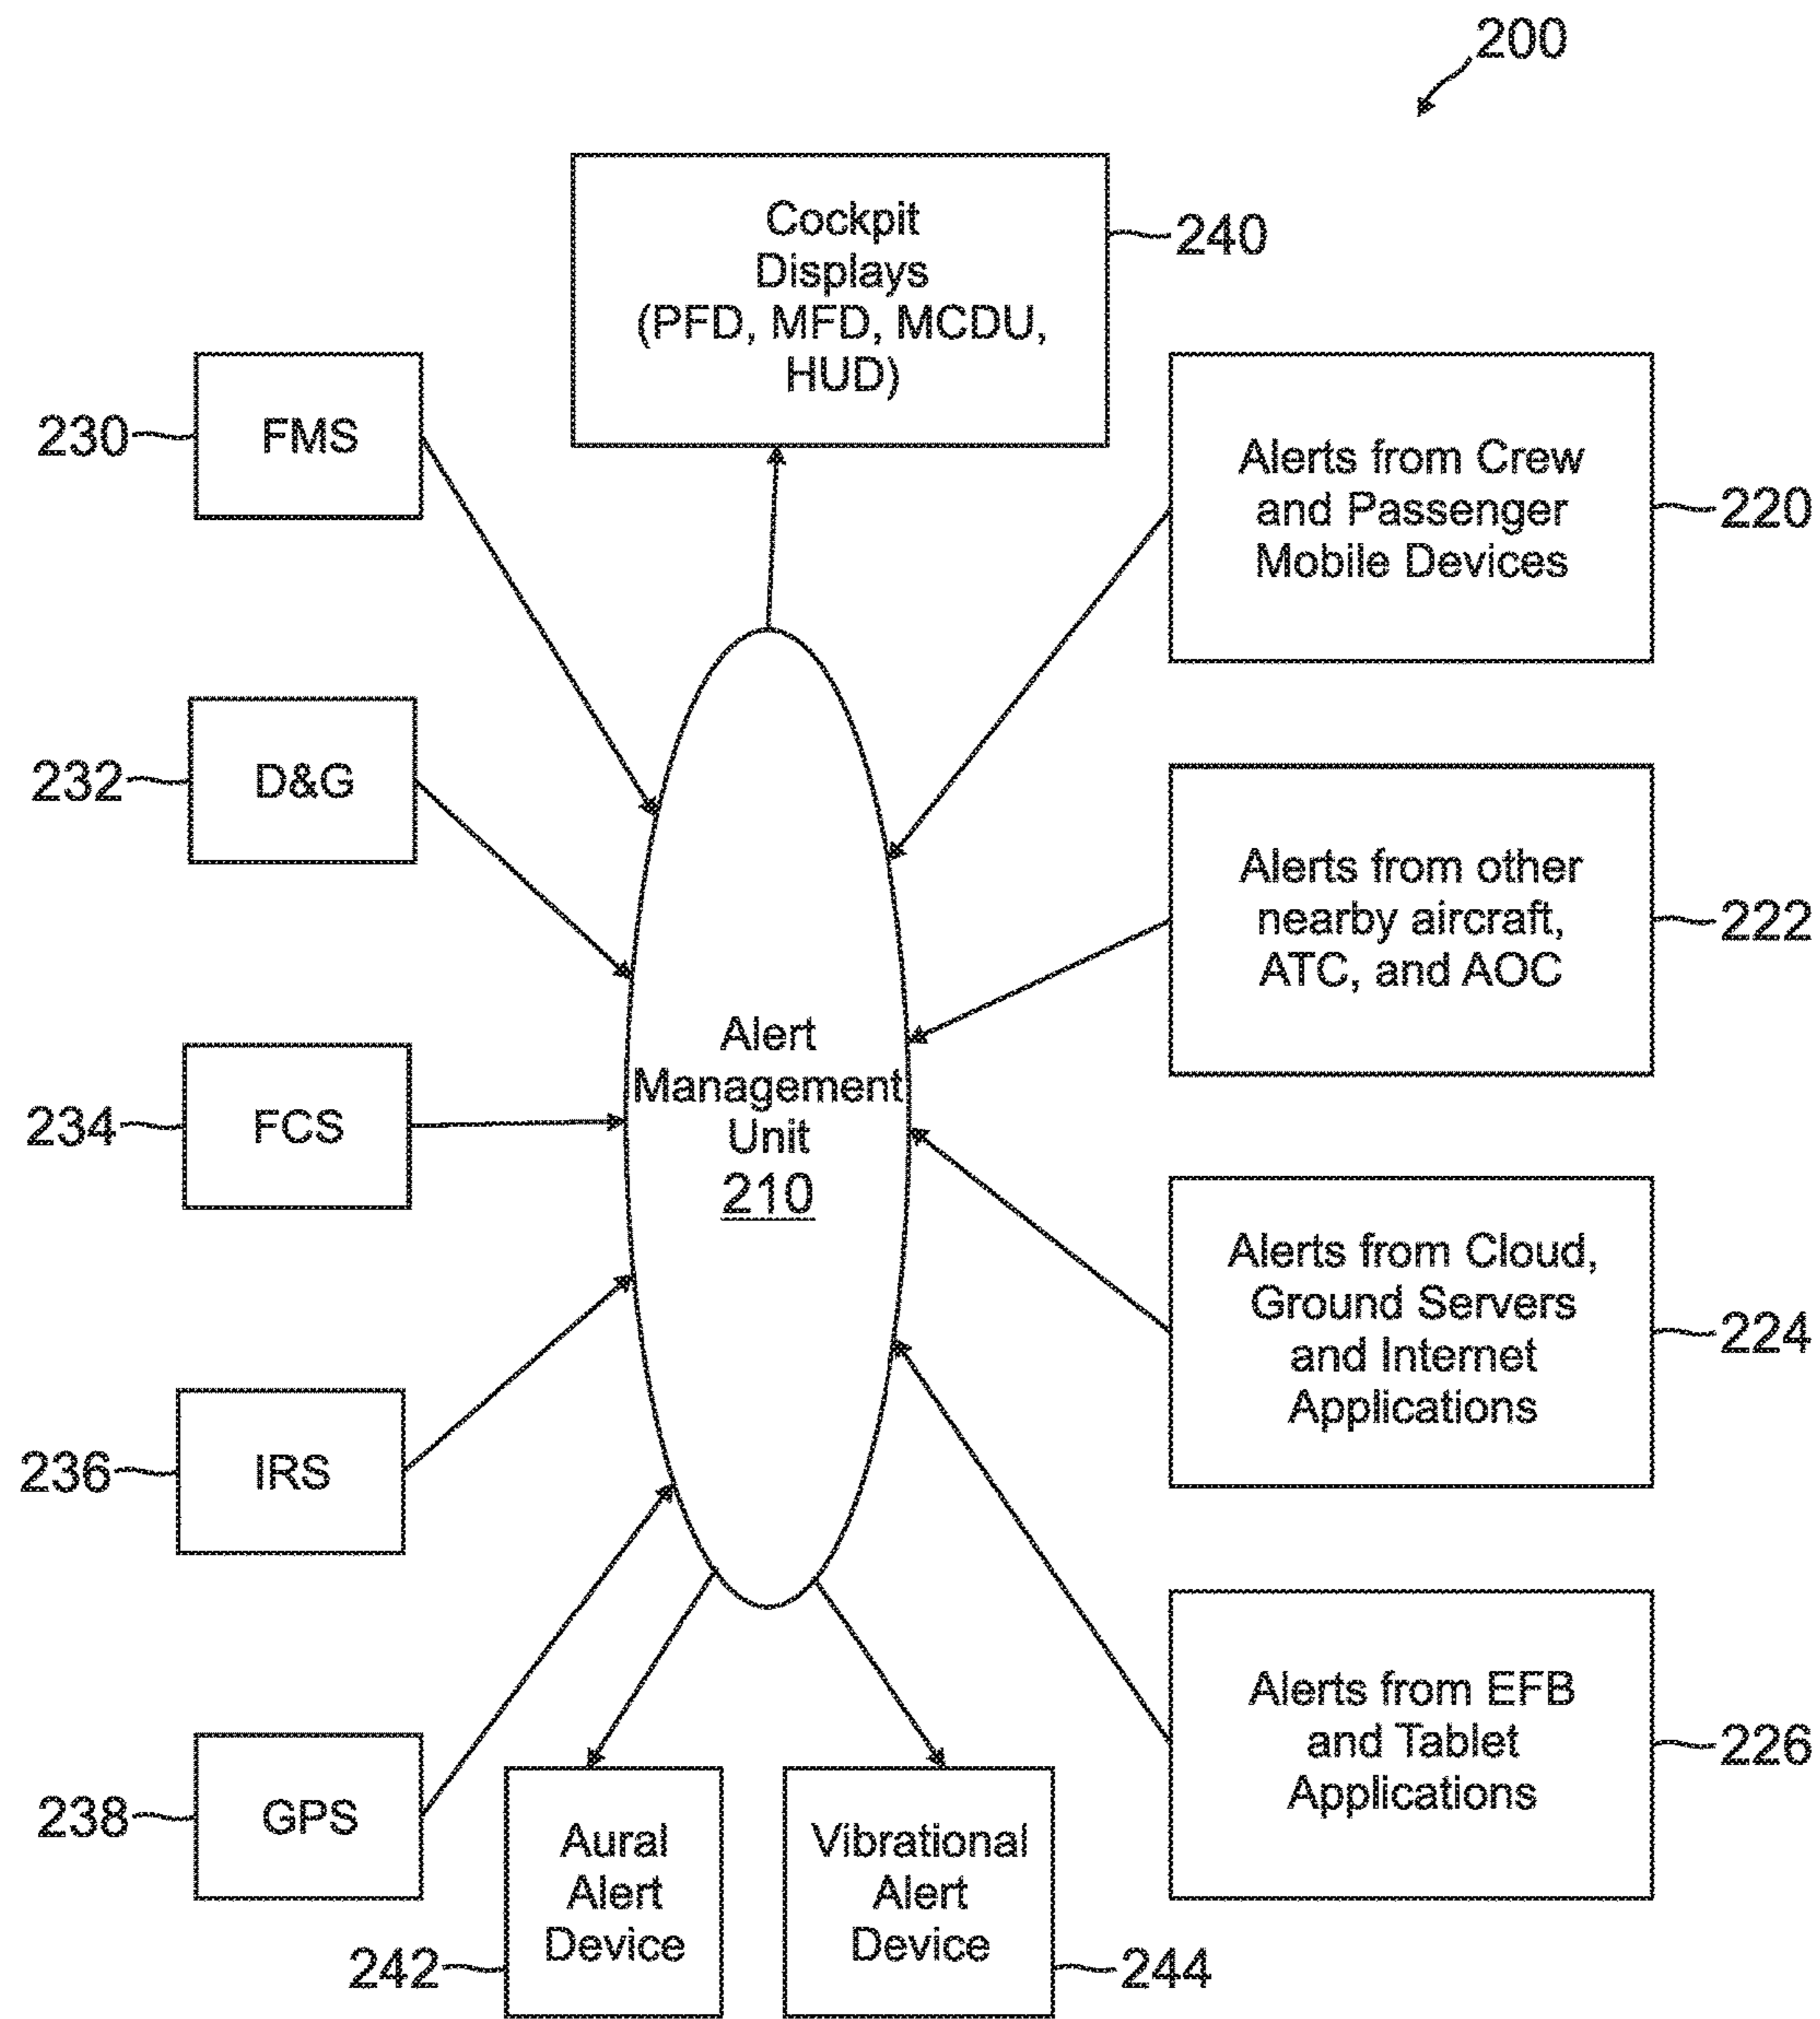 200
Cockpit
Displays
(PFD, MFD, MCDU,
HUD)
240
230
FMS
Alerts from Crew
and Passenger
Mobile Devices
220
232
D&G
Alerts from other
nearby aircraft,
ATC, and AOC
222
234
FCS
Alert
Management
Unit
210
Alerts from Cloud,
Ground Servers
and Internet
Applications
224
236
IRS
Alerts from EFB
and Tablet
Applications
226
238
GPS
Aural
Alert
Device
242
Vibrational
Alert
Device
244